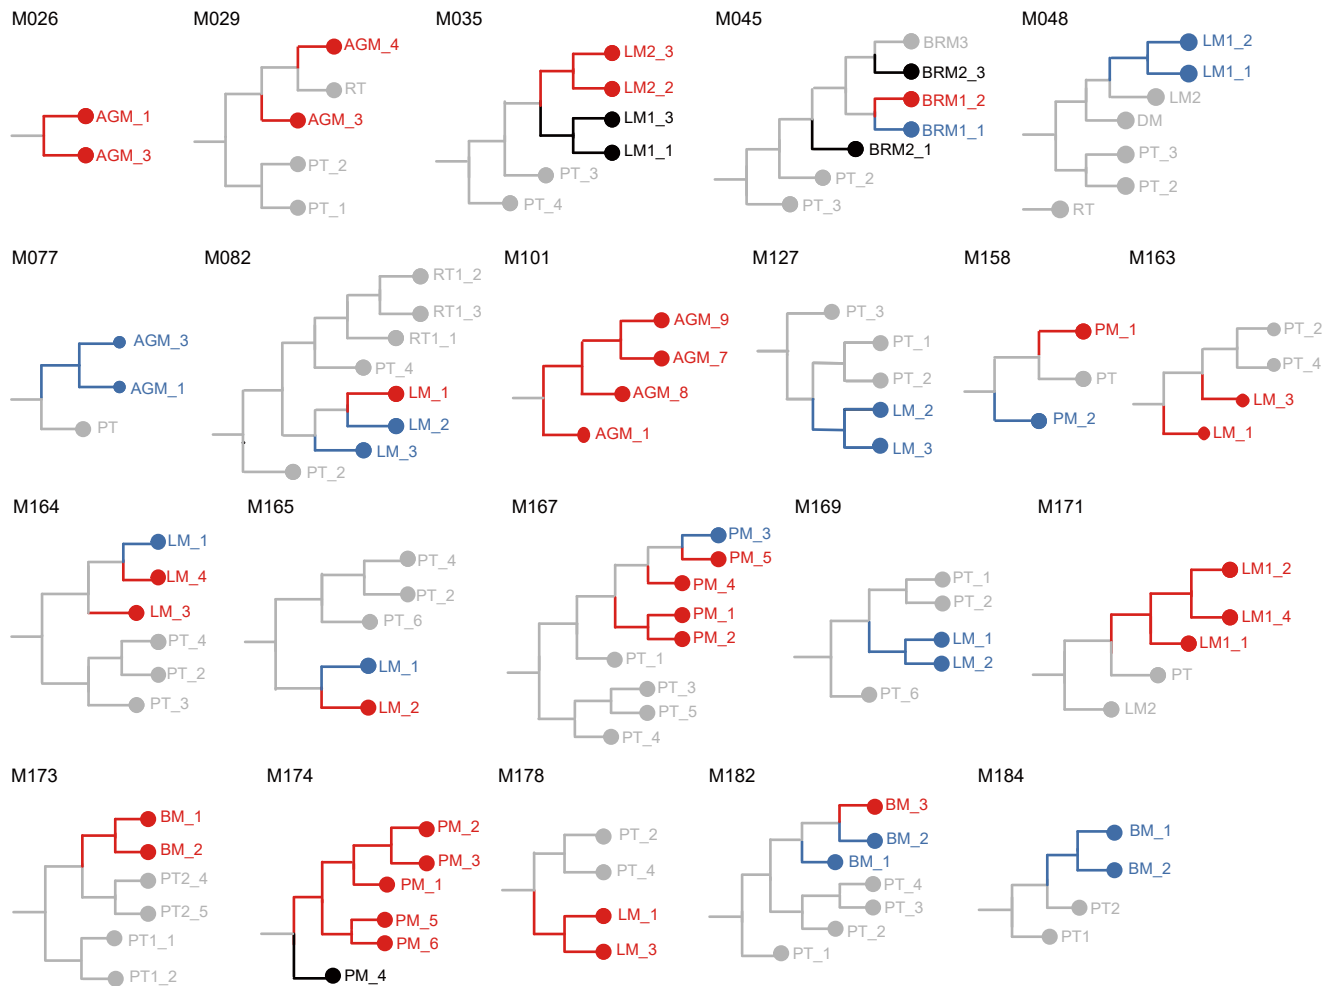 M026
AGM_1
AGM_3
M029
AGM_4
RT
AGM_3
PT_2
PT_1
M035
LM2_3
LM2_2
LM1_3
LM1_1
PT_3
PT_4
M045
BRM3
BRM2_3
BRM1_2
BRM1_1
BRM2_1
PT_2
PT_3
M048
LM1_2
LM1_1
LM2
DM
PT_3
PT_2
RT
M077
AGM_3
AGM_1
PT
M082
RT1_2
RT1_3
RT1_1
PT_4
LM_1
LM_2
LM_3
PT_2
M101
AGM_9
AGM_7
AGM_8
AGM_1
M127
PT_3
PT_1
PT_2
LM_2
LM_3
M158
PM_1
PT
PM_2
M163
PT_2
PT_4
LM_3
LM_1
M164
LM_1
LM_4
LM_3
PT_4
PT_2
PT_3
M165
PT_4
PT_2
PT_6
LM_1
LM_2
M167
PM_3
PM_5
PM_4
PM_1
PM_2
PT_1
PT_3
PT_5
PT_4
M169
PT_1
PT_2
LM_1
LM_2
PT_6
M171
LM1_2
LM1_4
LM1_1
PT
LM2
M173
BM_1
BM_2
PT2_4
PT2_5
PT1_1
PT1_2
M174
PM_2
PM_3
PM_1
PM_5
PM_6
PM_4
M178
PT_2
PT_4
LM_1
LM_3
M182
BM_3
BM_2
BM_1
PT_4
PT_3
PT_2
PT_1
M184
BM_1
BM_2
PT2
PT1